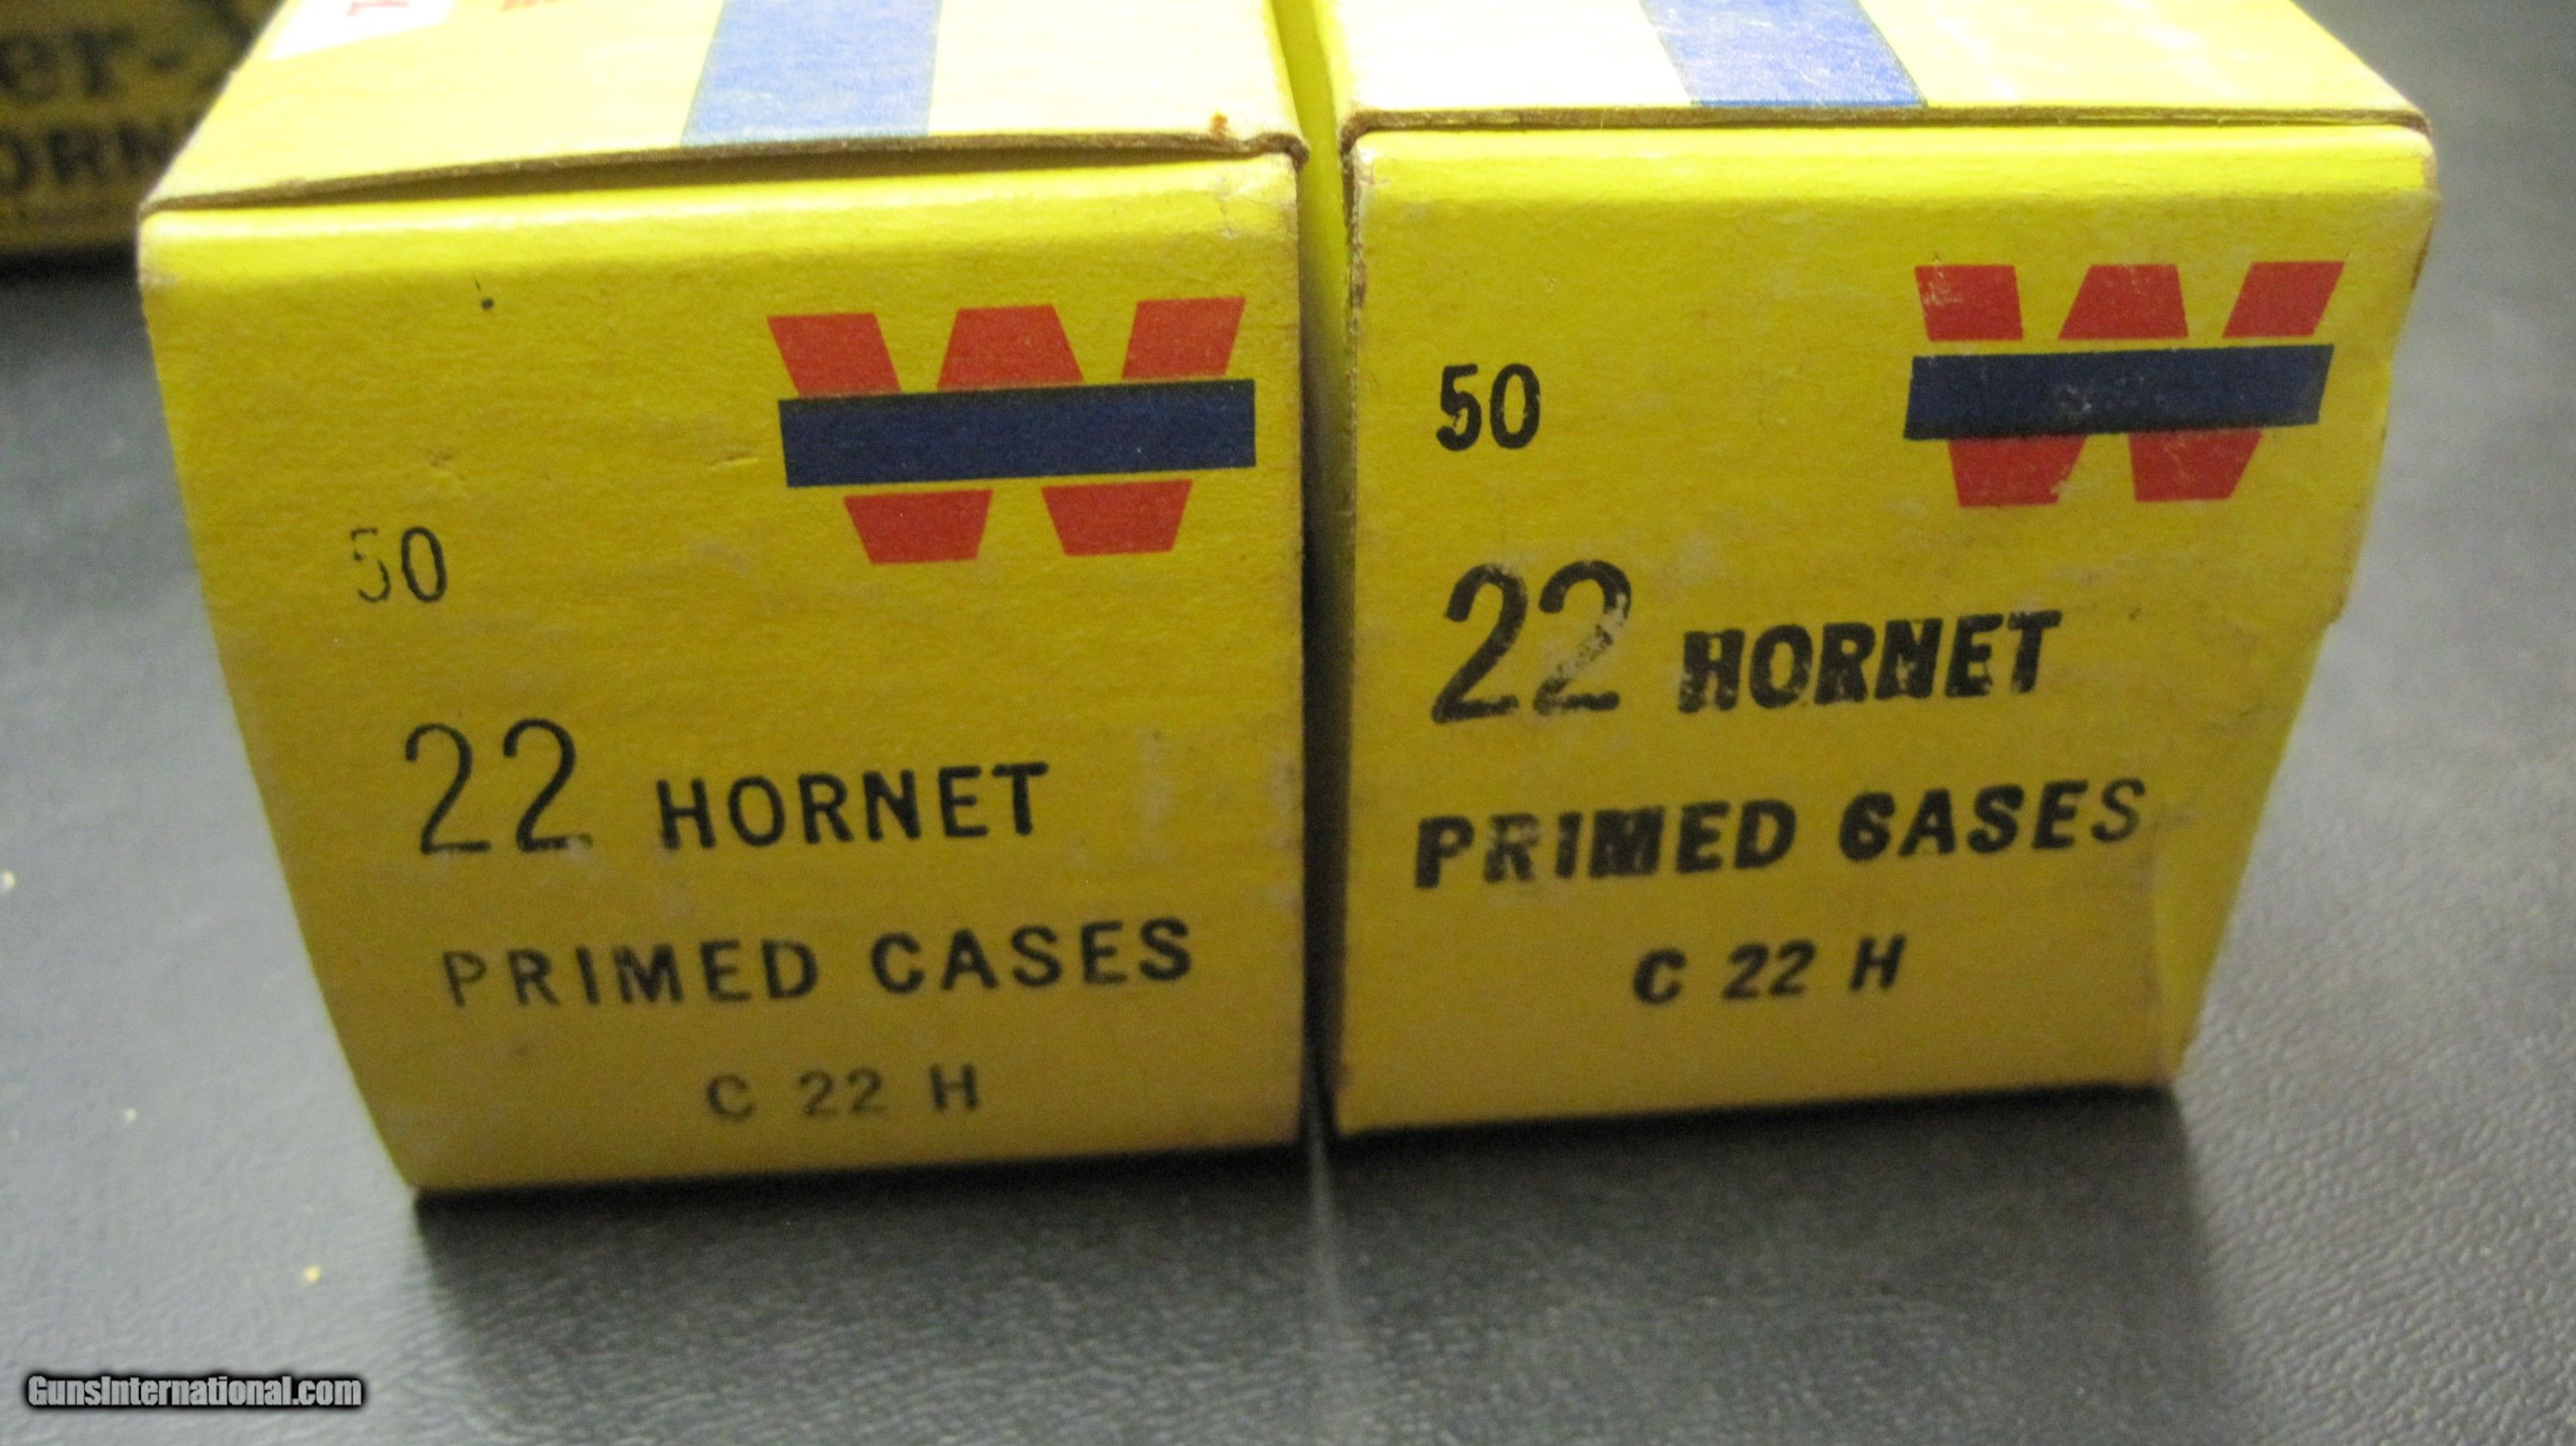 W
50
22 HORNET
PRIMED CASES
C 22 H
W
50
22 HORNET
PRIMED CASES
C 22 H
GunsInternational.com